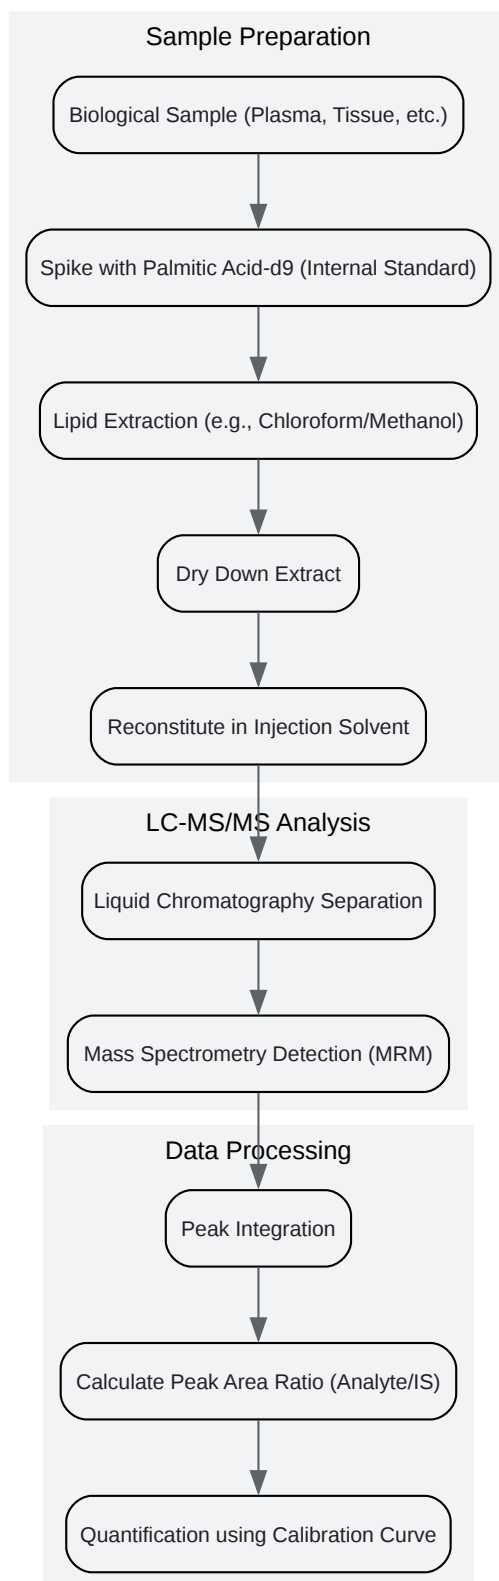 Sample Preparation
Biological Sample (Plasma, Tissue, etc.)
Spike with Palmitic Acid-d9 (Internal Standard)
Lipid Extraction (e.g., Chloroform/Methanol)
Dry Down Extract
Reconstitute in Injection Solvent
LC-MS/MS Analysis
Liquid Chromatography Separation
Mass Spectrometry Detection (MRM)
Data Processing
Peak Integration
Calculate Peak Area Ratio (Analyte/IS)
Quantification using Calibration Curve